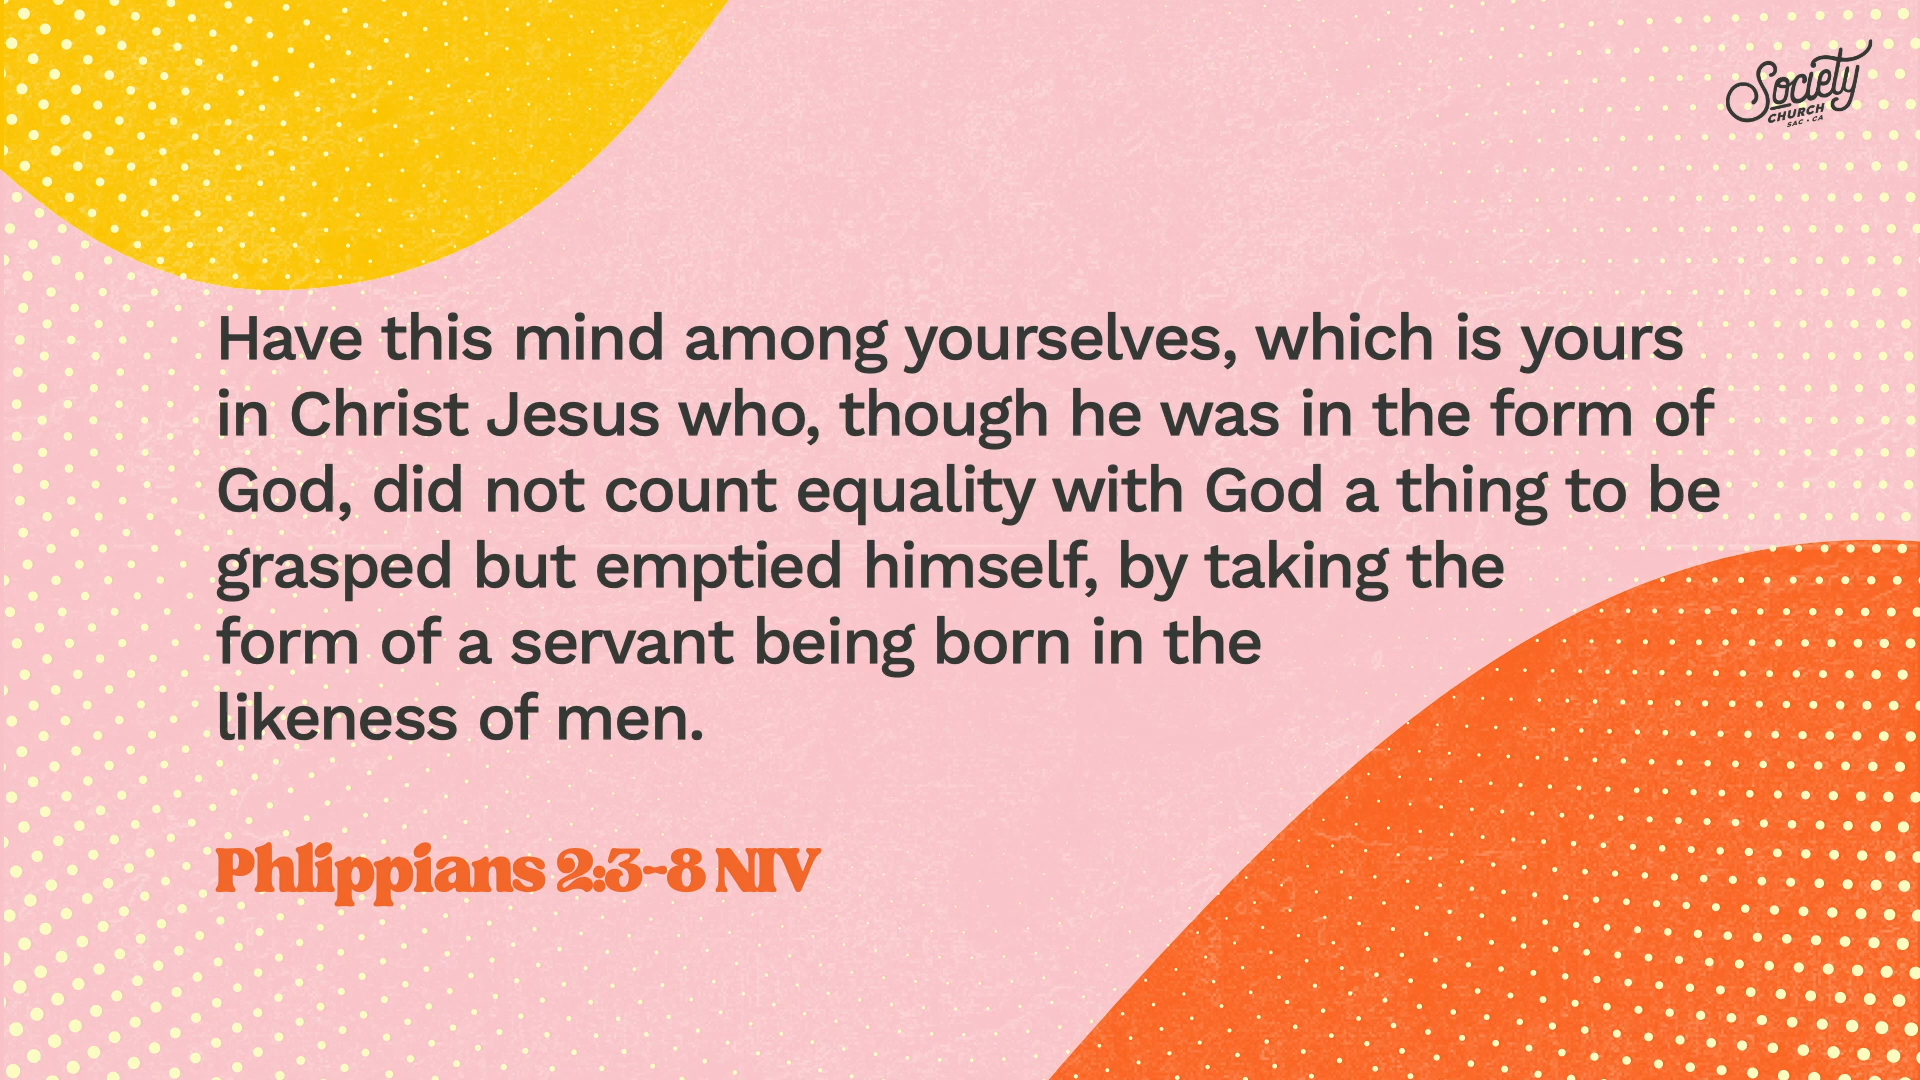 Society
CHURCH
SAC • CA
Have this mind among yourselves, which is yours
in Christ Jesus who, though he was in the form of
God, did not count equality with God a thing to be
grasped but emptied himself, by taking the
form of a servant being born in the
likeness of men.
Phlippians 2:3-8 NIV